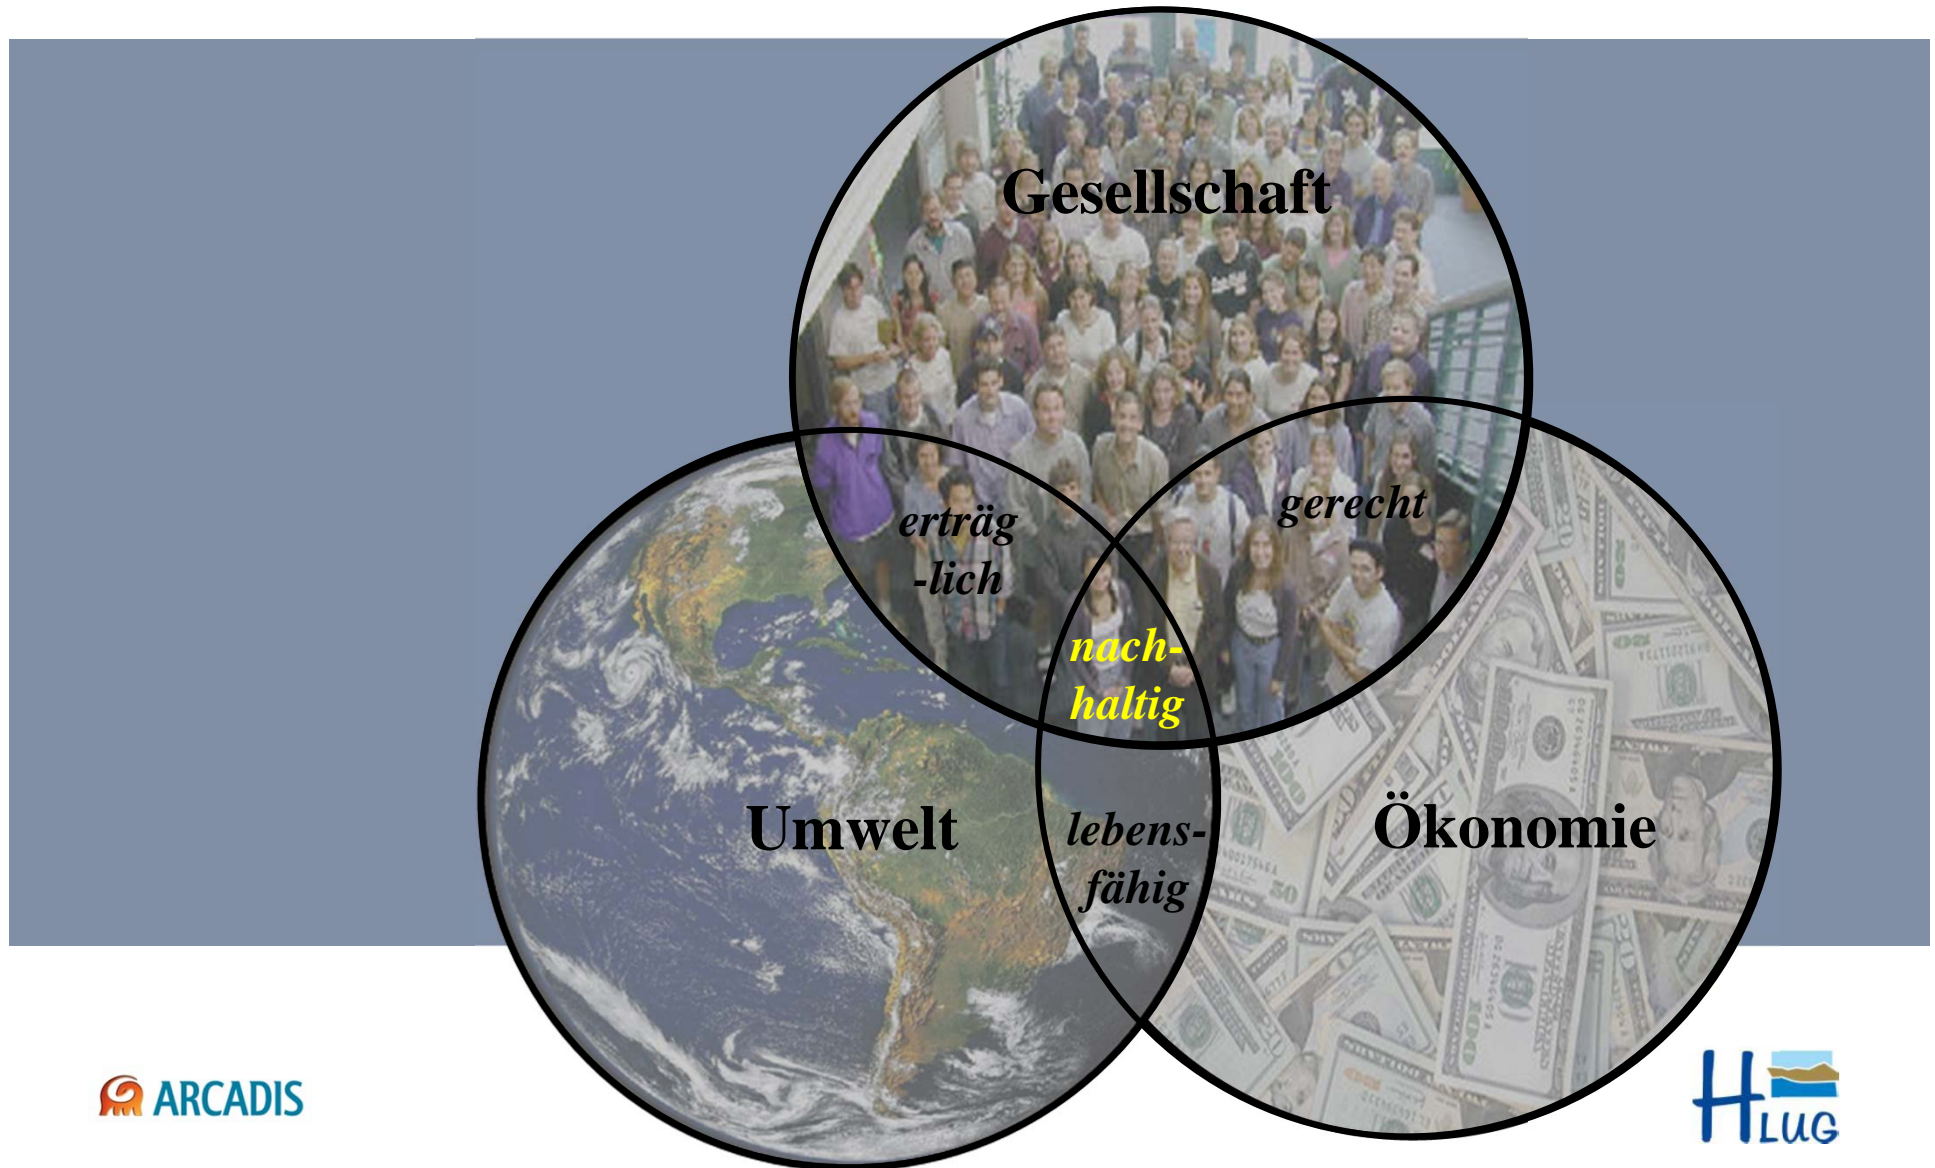 Gesellschaft
erträg
-lich
gerecht
nach-
haltig
Umwelt
lebens-
fähig
Ökonomie
ARCADIS
HLUG